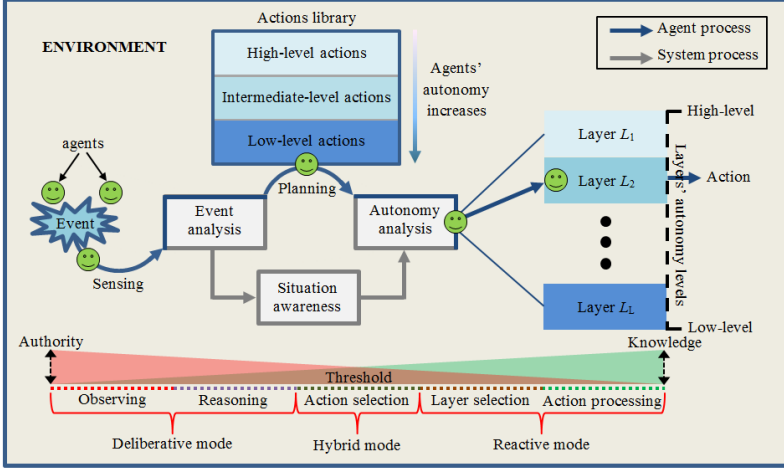 Actions library
ENVIRONMENT
High-level actions
Intermediate-level actions
Low-level actions
Agents'
autonomy
increases
Agent process
System process
agents
Event
Sensing
Event
analysis
Planning
Autonomy
analysis
Situation
awareness
Layer L1
Layer L2
Layer LL
High-level
Action
Layers' autonomy levels
Low-level
Authority
Knowledge
Threshold
Observing
Reasoning
Action selection
Layer selection
Action processing
Deliberative mode
Hybrid mode
Reactive mode